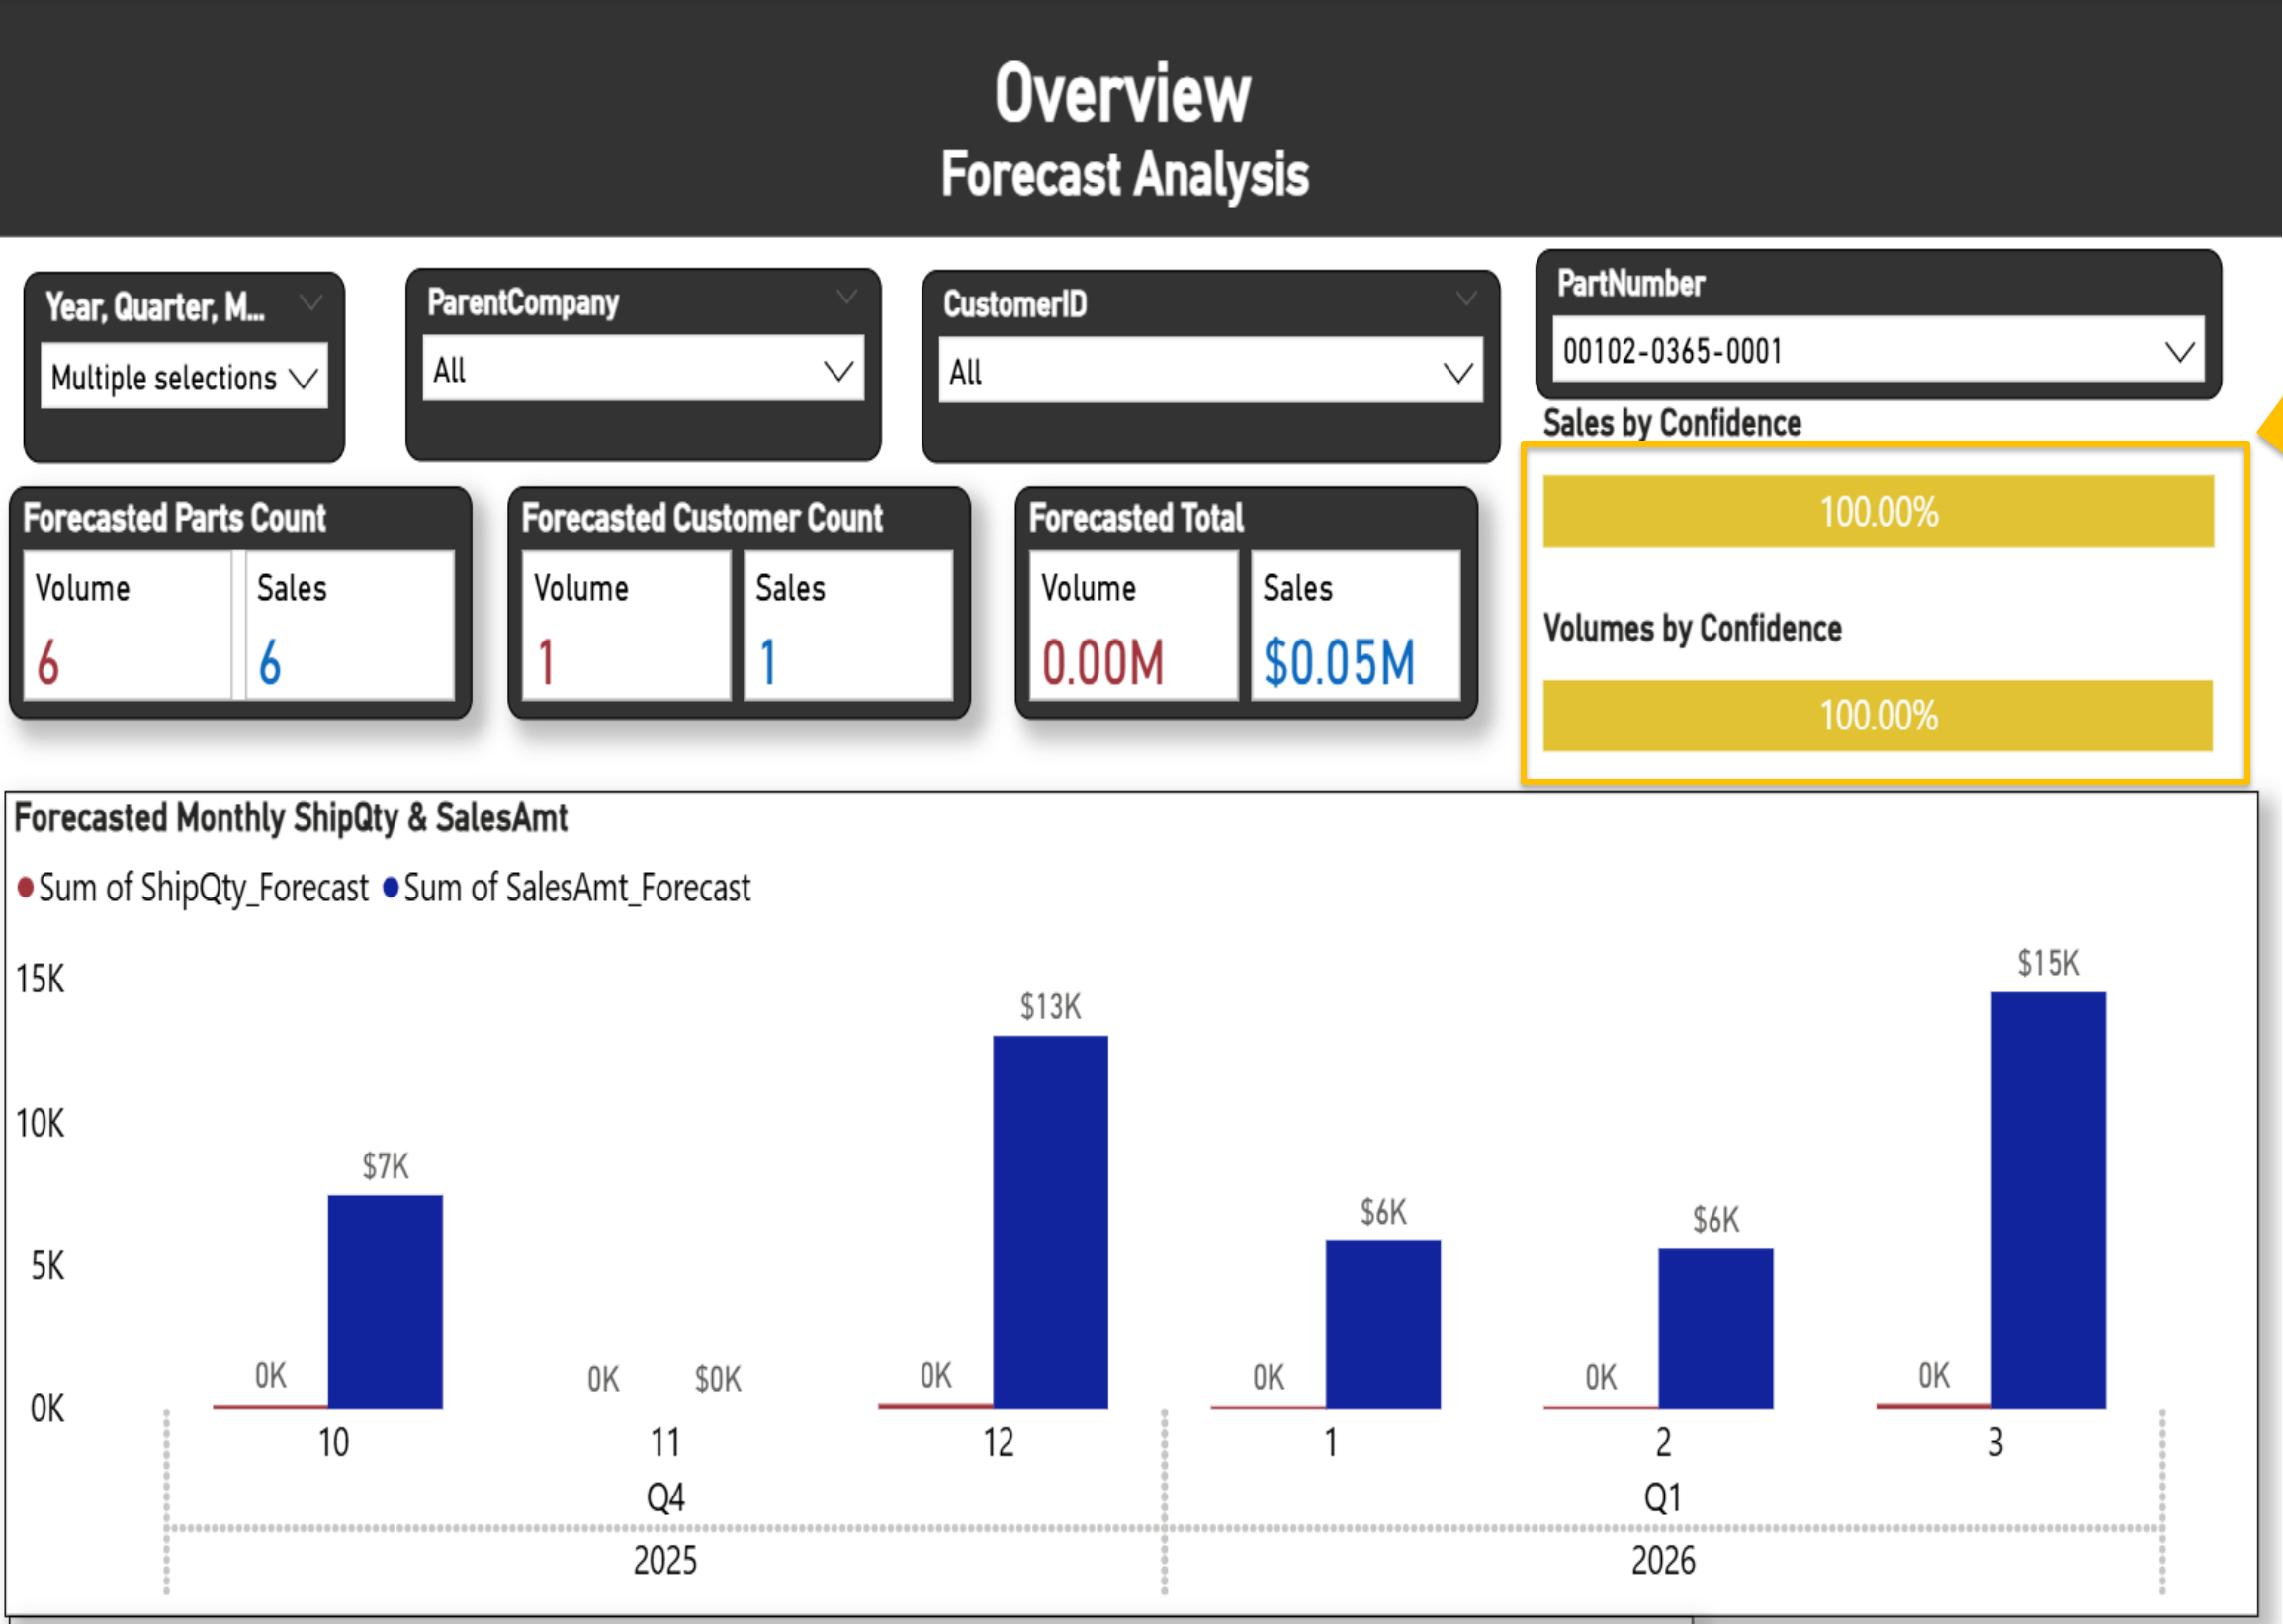 Overview
Forecast Analysis
Year, Quarter, M...
Multiple selections
ParentCompany
All
CustomerID
All
PartNumber
00102-0365-0001
Sales by Confidence
100.00%
Volumes by Confidence
100.00%
Forecasted Parts Count
Volume Sales
6 6
Forecasted Customer Count
Volume Sales
1 1
Forecasted Total
Volume Sales
0.00M $0.05M
Forecasted Monthly ShipQty & SalesAmt
Sum of ShipQty_Forecast Sum of SalesAmt_Forecast
15K
10K
5K
0K
0K $7K
0K $0K
0K $13K
0K $6K
0K $6K
0K $15K
10 11 12 1 2 3
Q4 Q1
2025 2026